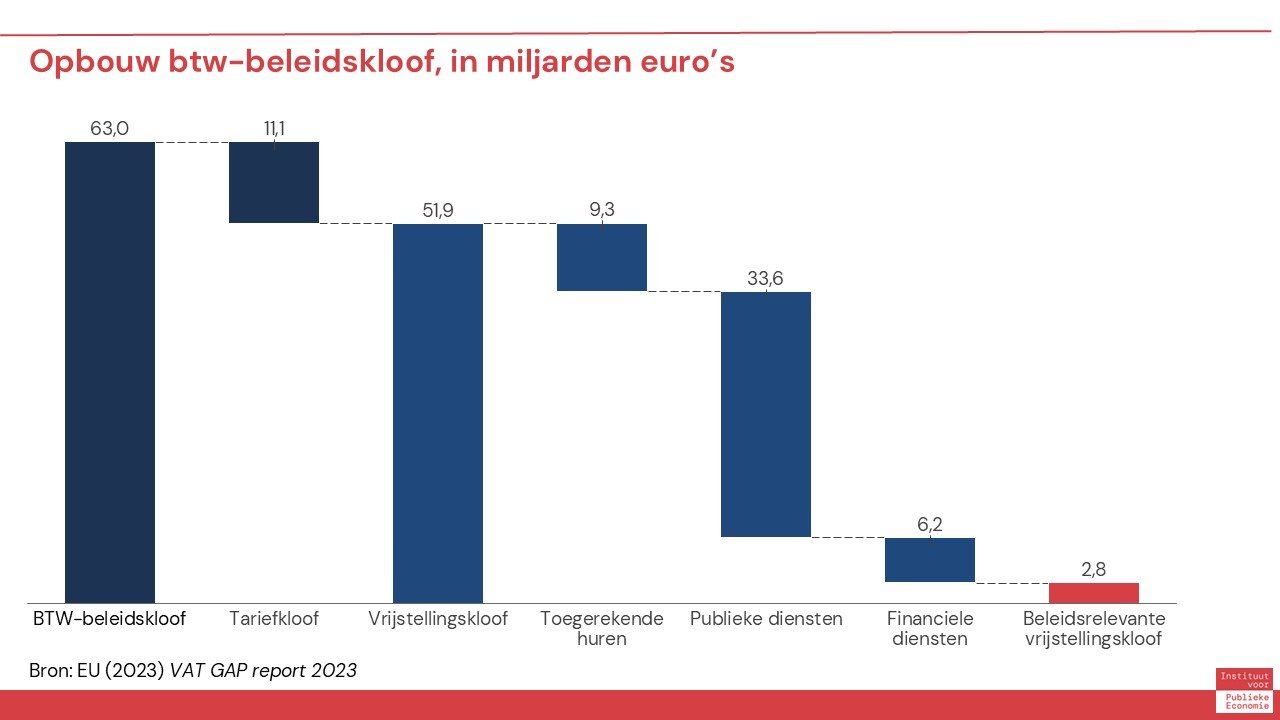 Opbouw btw-beleidskloof, in miljarden euro’s
63,0
11,1
51,9
9,3
33,6
6,2
2,8
BTW-beleidskloof
Tariefkloof
Vrijstellingskloof
Toegerekende
huren
Publieke diensten
Financiele
diensten
Beleidsrelevante
vrijstellingskloof
Bron: EU (2023) VAT GAP report 2023
Instituut
voor
Publieke
Economie